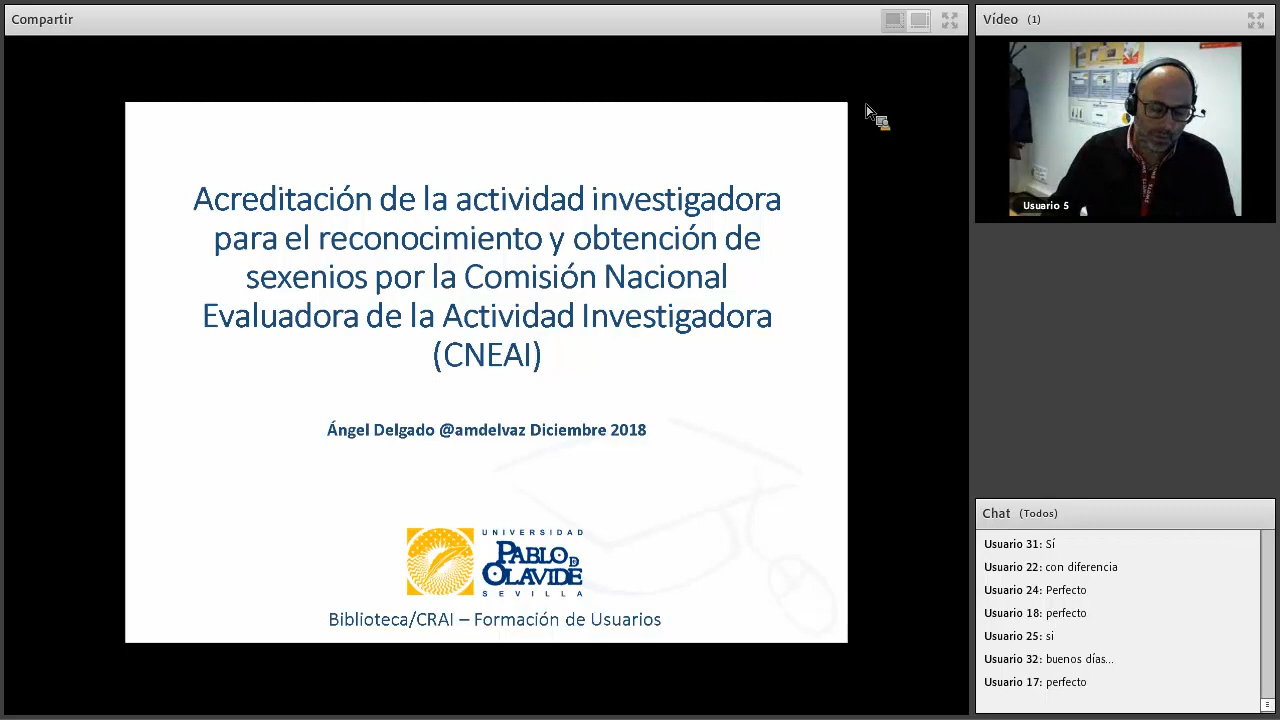 Compartir
Acreditación de la actividad investigadora
para el reconocimiento y obtención de
sexenios por la Comisión Nacional
Evaluadora de la Actividad Investigadora
(CNEAI)
Ángel Delgado @amdelvaz Diciembre 2018
UNIVERSIDAD
PABLO DE
OLAVIDE
SEVILLA
Biblioteca/CRAI – Formación de Usuarios
Vídeo (1)
Usuario 5
Chat (Todos)
Usuario 31: Sí
Usuario 22: con diferencia
Usuario 24: Perfecto
Usuario 18: perfecto
Usuario 25: si
Usuario 32: buenos días...
Usuario 17: perfecto